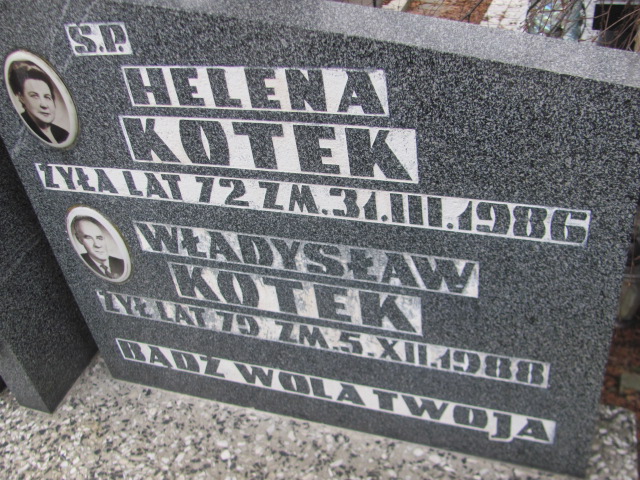 Ś.P.
HELENA
KOTEK
ŻYŁA LAT 72 ZM. 31.III.1986
WŁADYSŁAW
KOTEK
ŻYŁ LAT 79 ZM. 5.XII.1988
BĄDŹ WOLA TWOJA